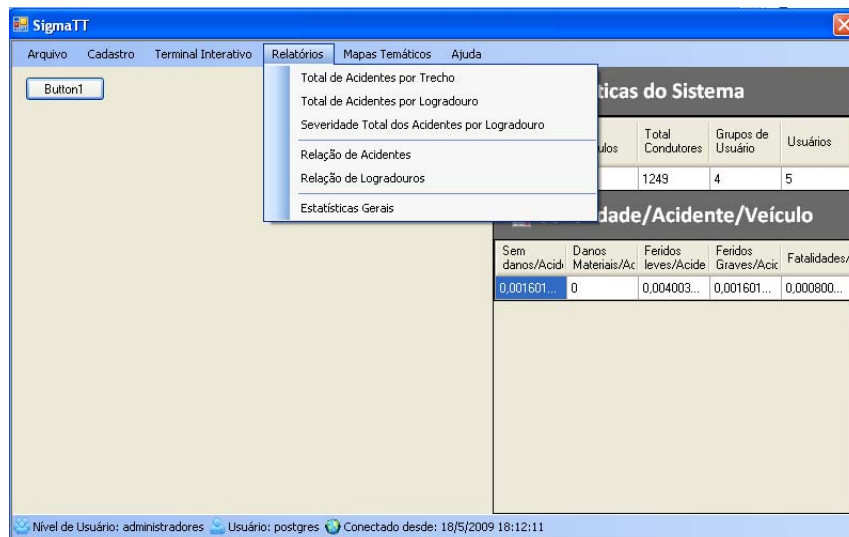 SigmaTT
Arquivo Cadastro Terminal Interativo Relatórios Mapas Temáticos Ajuda
Button1
Total de Acidentes por Trecho
Total de Acidentes por Logradouro
Severidade Total dos Acidentes por Logradouro
Relação de Acidentes
Relação de Logradouros
Estatísticas Gerais
ticas do Sistema
ulos Total Condutores Grupos de Usuário Usuários
1249 4 5
dade/Acidente/Veículo
Sem Danos Feridos Feridos Fatalidades/
danos/Acid Materiais/Ac leves/Acide Graves/Acic
0,001601... 0 0,004003... 0,001601... 0,000800...
Nível de Usuário: administradores Usuário: postgres Conectado desde: 18/5/2009 18:12:11